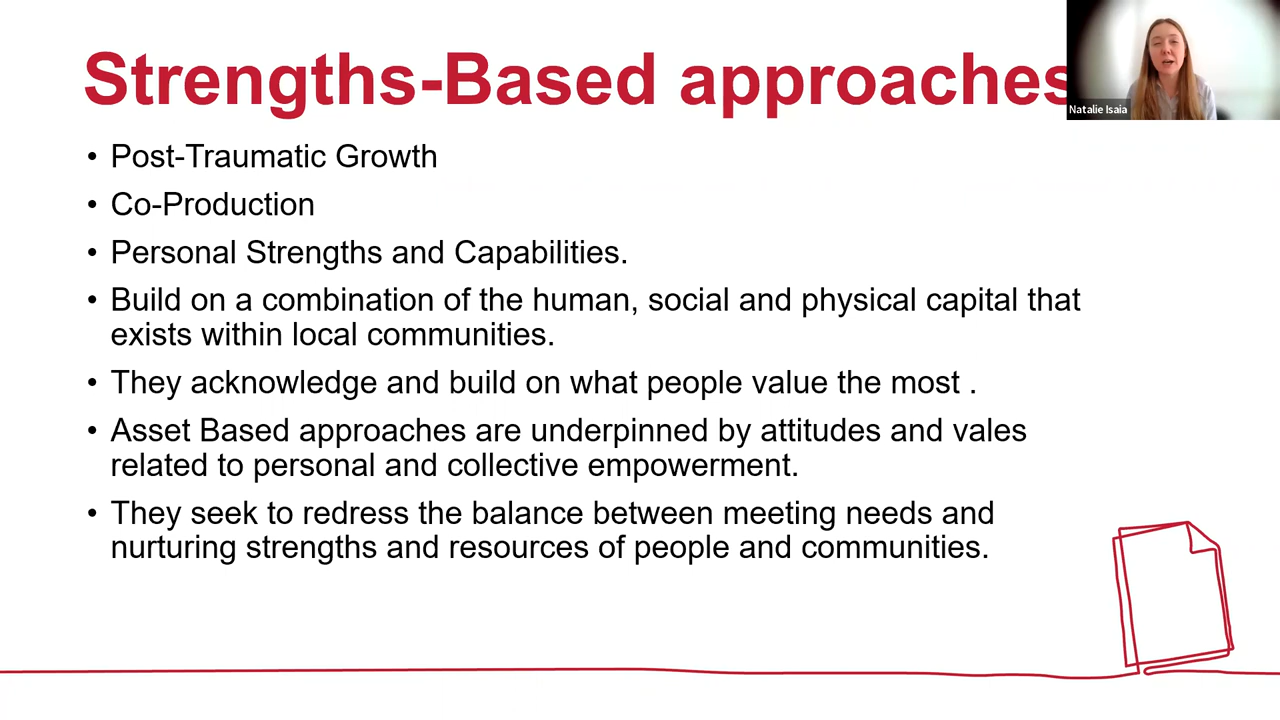 Strengths-Based approaches
Natalie Isaia
• Post-Traumatic Growth
• Co-Production
• Personal Strengths and Capabilities.
• Build on a combination of the human, social and physical capital that
exists within local communities.
• They acknowledge and build on what people value the most .
• Asset Based approaches are underpinned by attitudes and vales
related to personal and collective empowerment.
• They seek to redress the balance between meeting needs and
nurturing strengths and resources of people and communities.